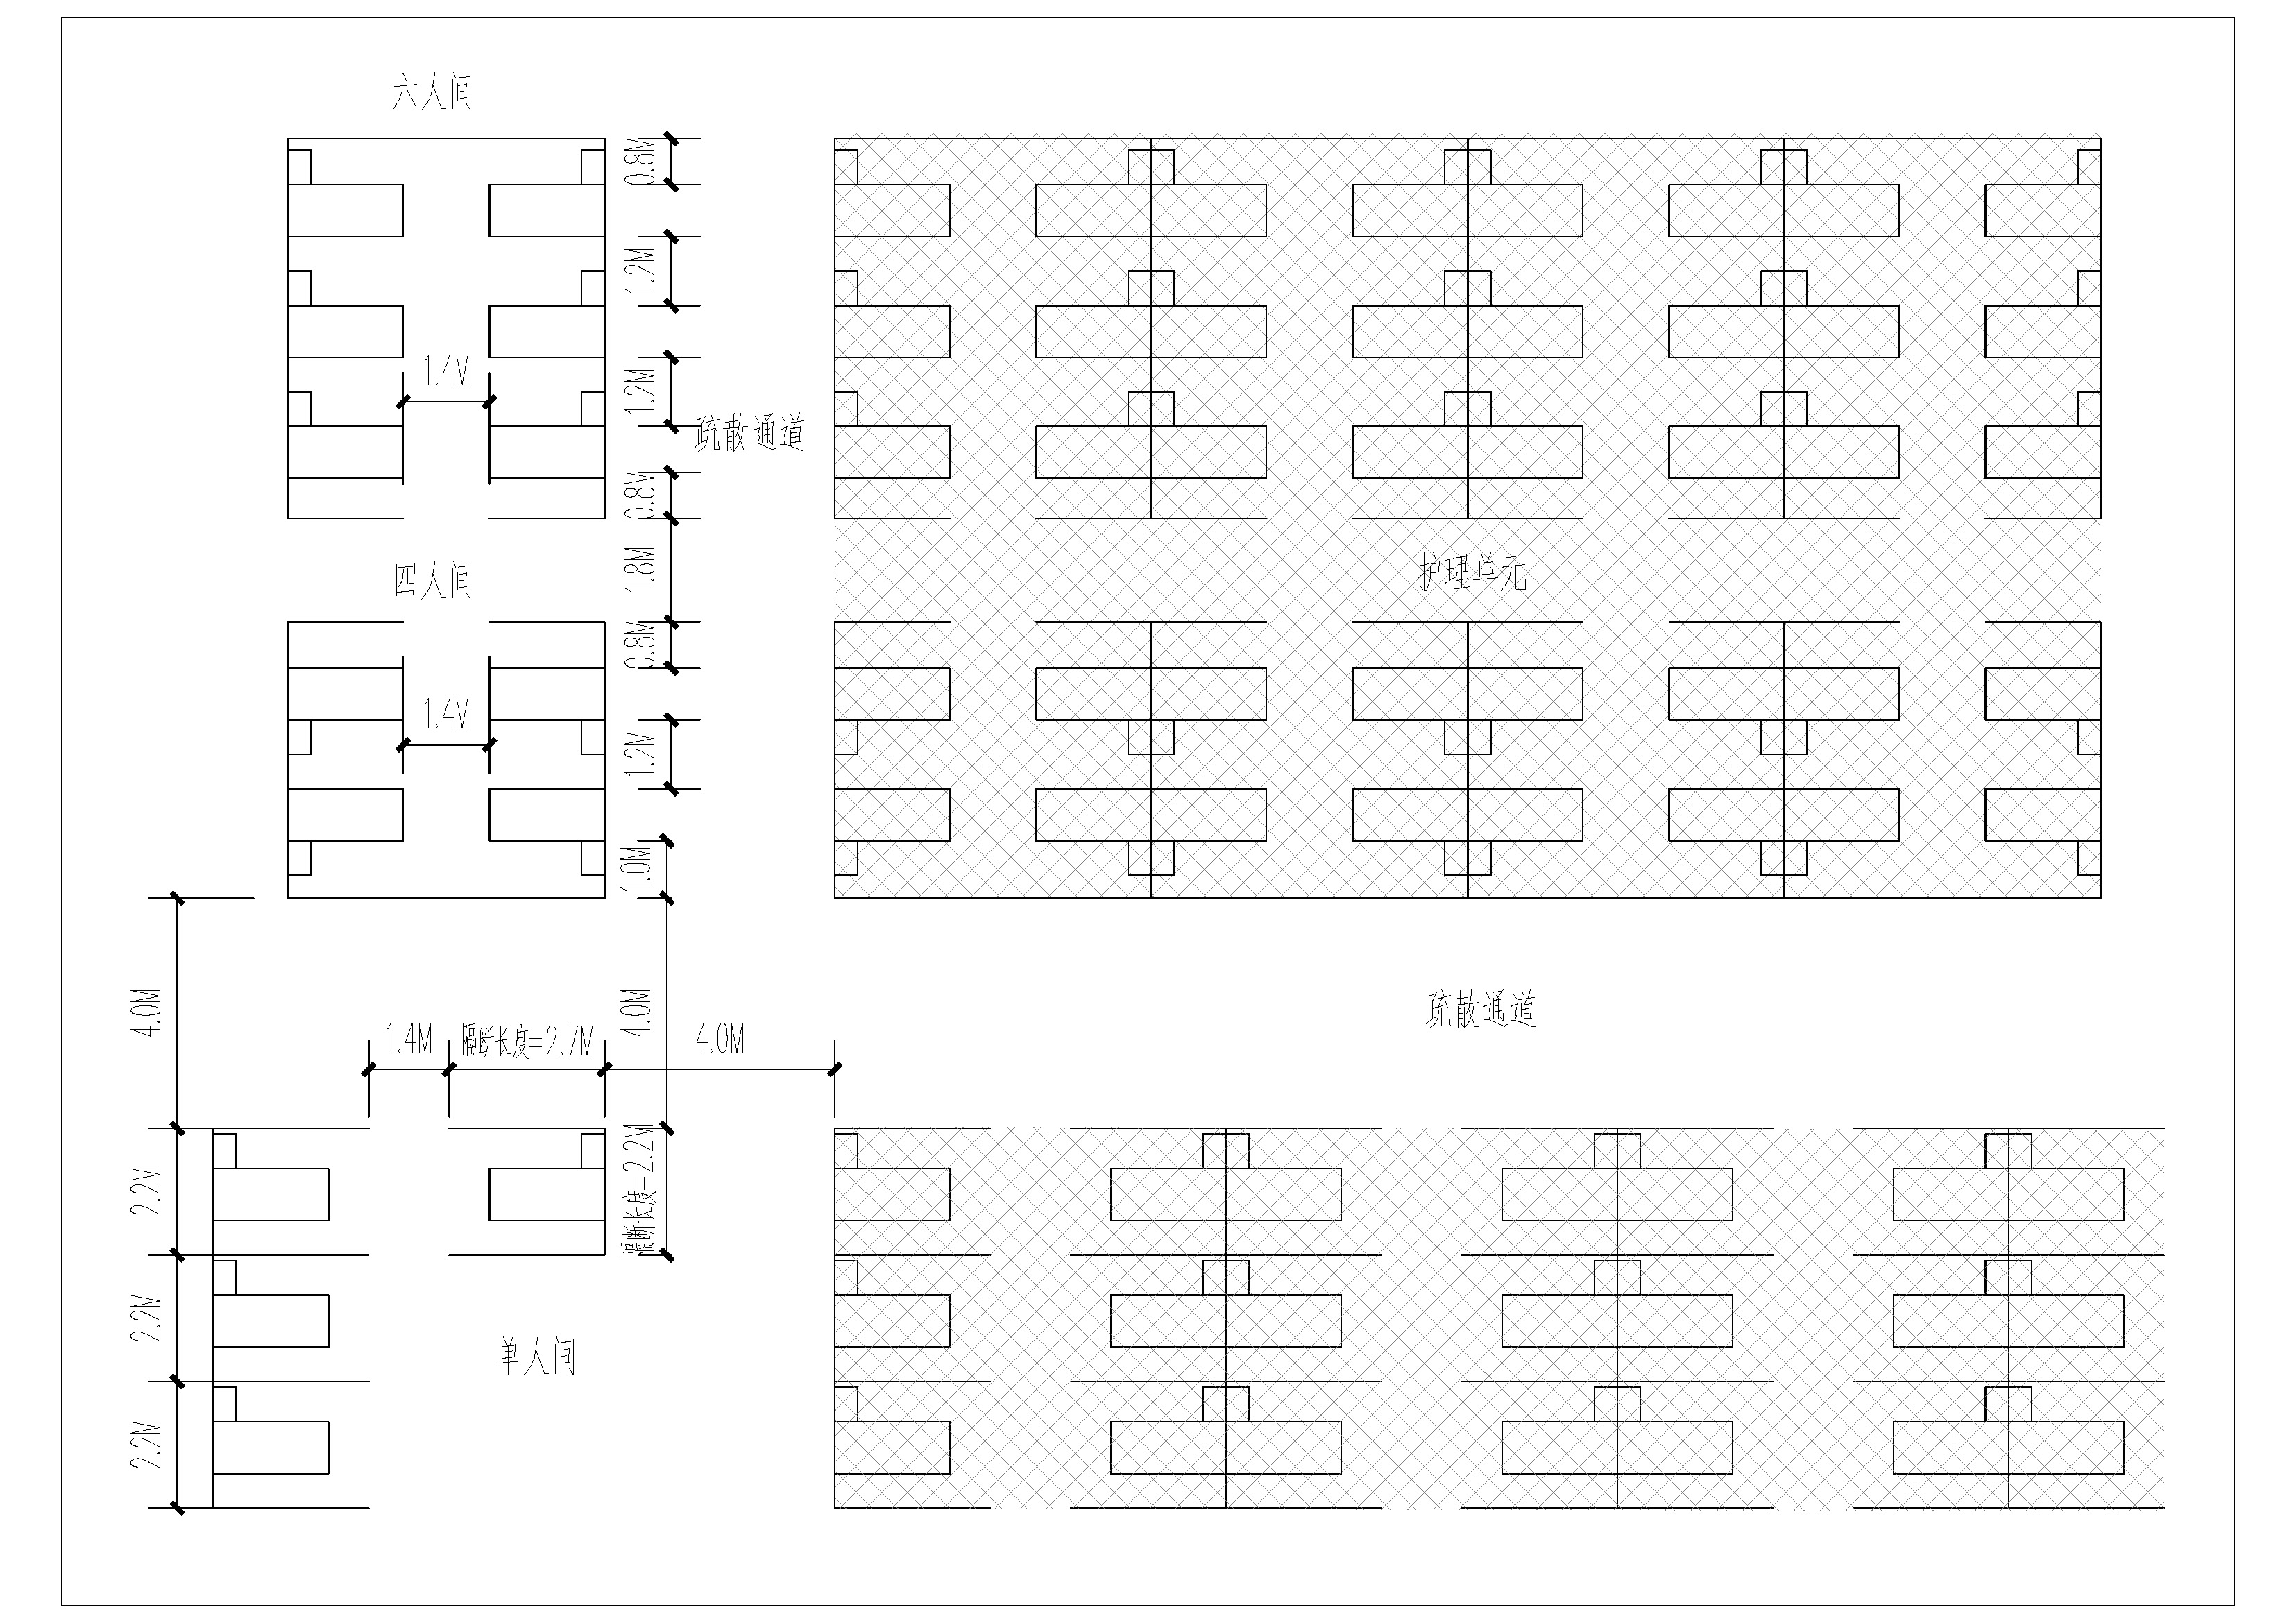 六人间
0.8M
1.2M
1.4M
1.2M
疏散通道
0.8M
护理单元
四人间
1.8M
0.8M
1.4M
1.2M
1.0M
4.0M
4.0M
疏散通道
1.4M
隔断长度=2.7M
4.0M
2.2M
隔断长度=2.2M
2.2M
单人间
2.2M